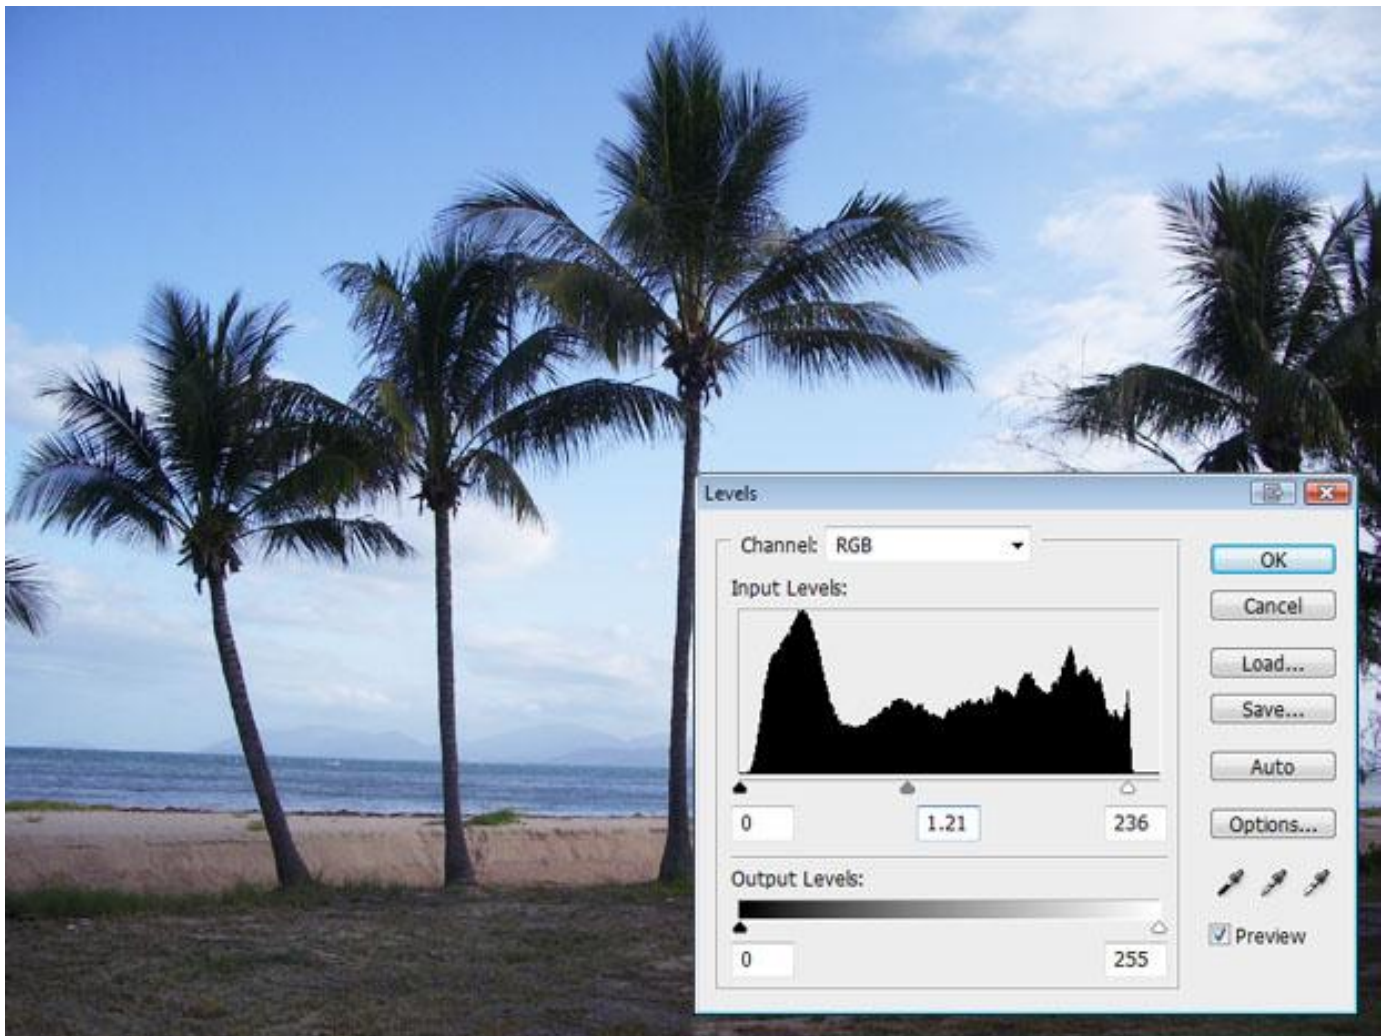 Levels
Channel: RGB
OK
Input Levels:
Cancel
Load...
Save...
Auto
0 1.21 236
Options...
Output Levels:
Preview
0 255